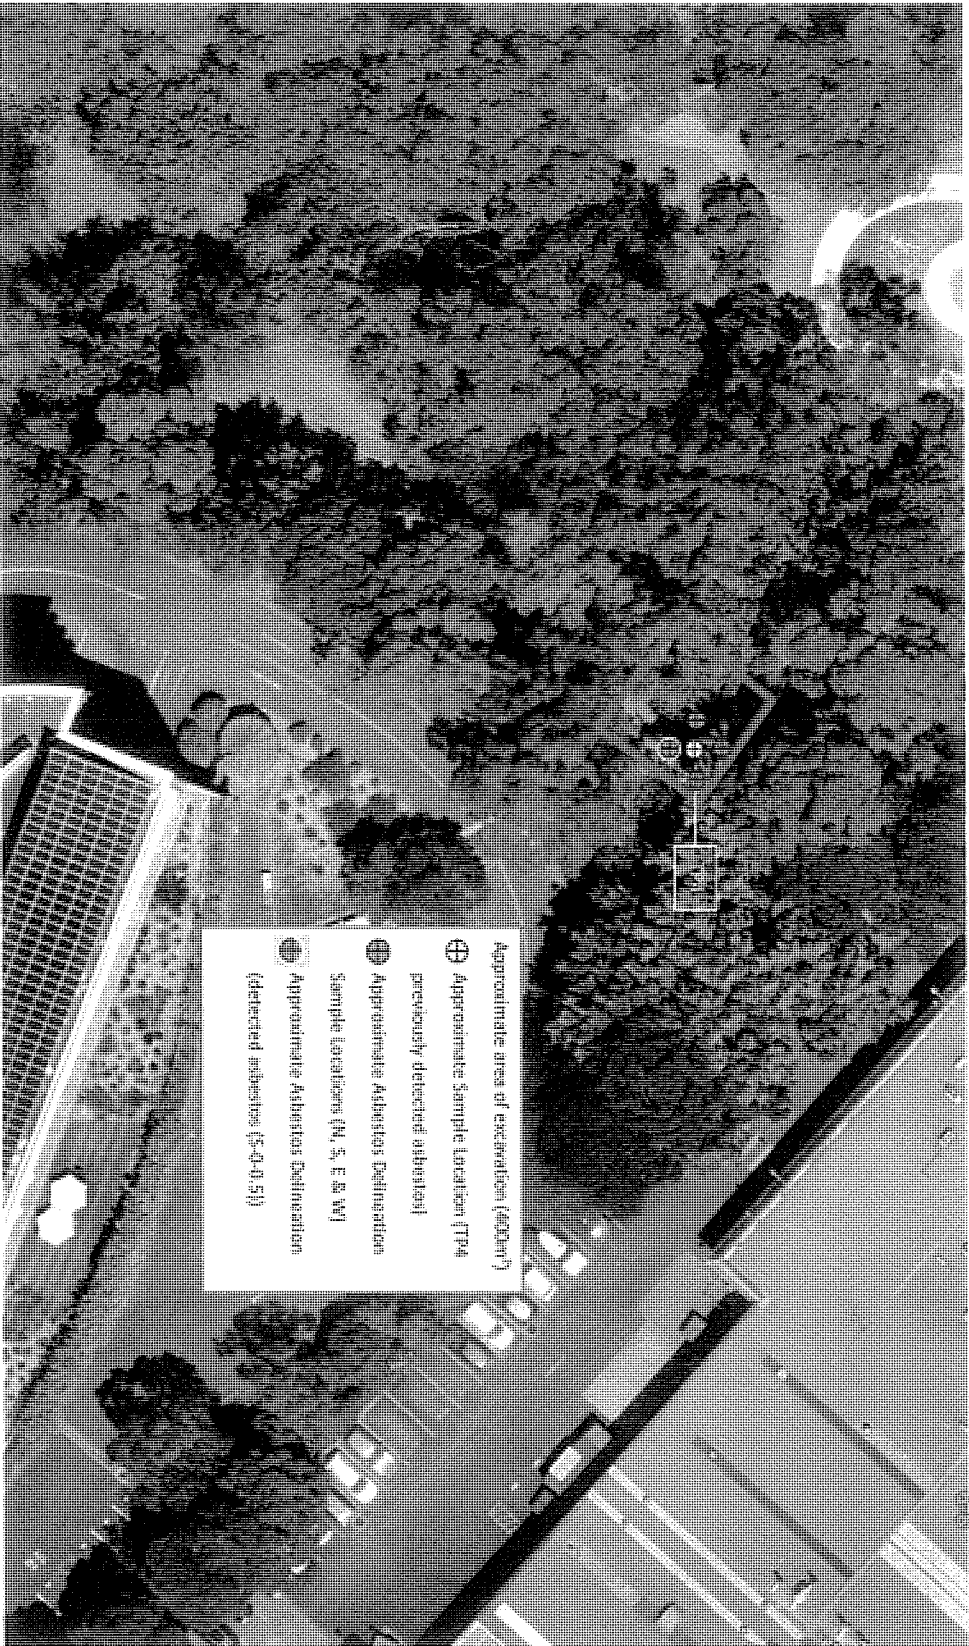 Approximate area of excavation (400m²)
Approximate Sample Location (TP4
previously detected asbestos)
Approximate Asbestos Delineation
Sample Locations (N, S, E & W)
Approximate Asbestos Delineation
(detected asbestos (S-0-0.5))